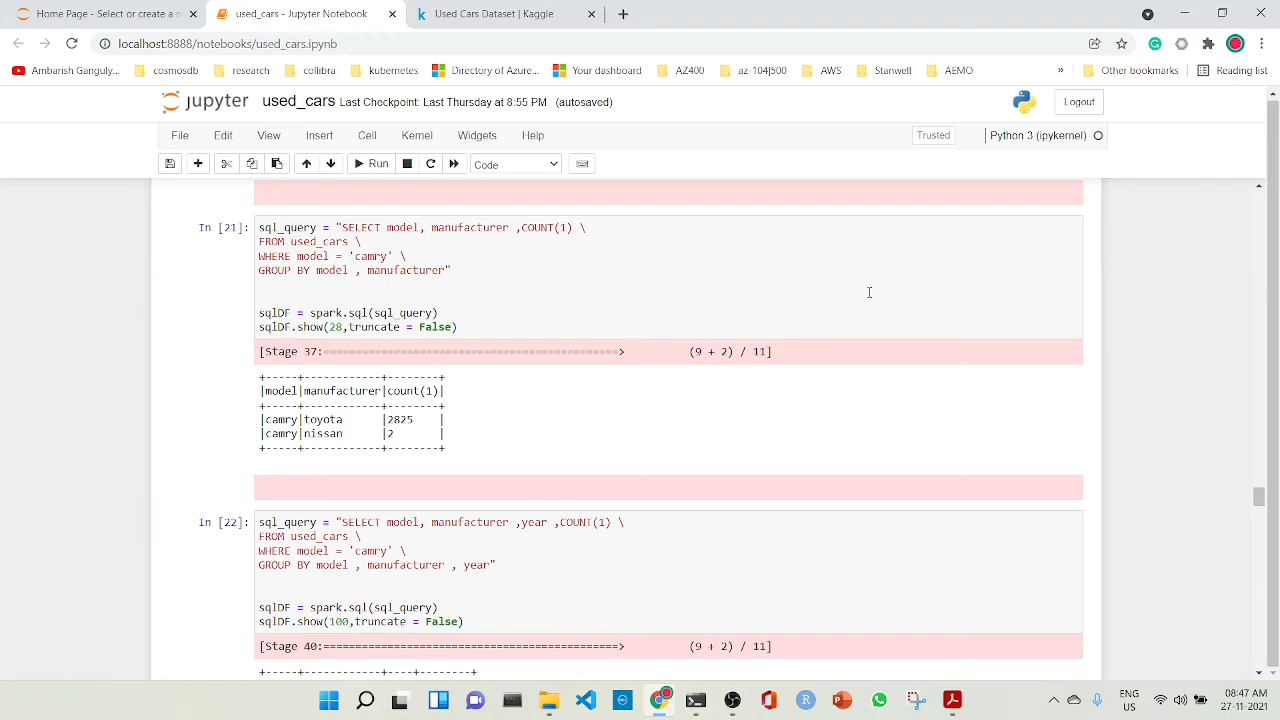 Home Page - Select or create a n
used_cars - Jupyter Notebook
Used Cars Dataset | Kaggle
localhost:8888/notebooks/used_cars.ipynb
Ambarish Ganguly...
cosmosdb
research
collibra
kubernetes
Directory of Azure...
Your dashboard
AZ400
az-104|500
AWS
Stanwell
AEMO
»
Other bookmarks
Reading list
jupyter used_cars Last Checkpoint: Last Thursday at 8:55 PM (autosaved)
Logout
File Edit View Insert Cell Kernel Widgets Help
Trusted
Python 3 (ipykernel)
Run
Code
In [21]:
sql_query = "SELECT model, manufacturer ,COUNT(1) \
FROM used_cars \
WHERE model = 'camry' \
GROUP BY model , manufacturer"
sqlDF = spark.sql(sql_query)
sqlDF.show(28,truncate = False)
[Stage 37:==============================================> (9 + 2) / 11]
+-----+------------+--------+
|model|manufacturer|count(1)|
+-----+------------+--------+
|camry|toyota |2825 |
|camry|nissan |2 |
+-----+------------+--------+
In [22]:
sql_query = "SELECT model, manufacturer ,year ,COUNT(1) \
FROM used_cars \
WHERE model = 'camry' \
GROUP BY model , manufacturer , year"
sqlDF = spark.sql(sql_query)
sqlDF.show(100,truncate = False)
[Stage 40:==============================================> (9 + 2) / 11]
+-----+------------+----+--------+
ENG
US
08:47 AM
27-11-2021